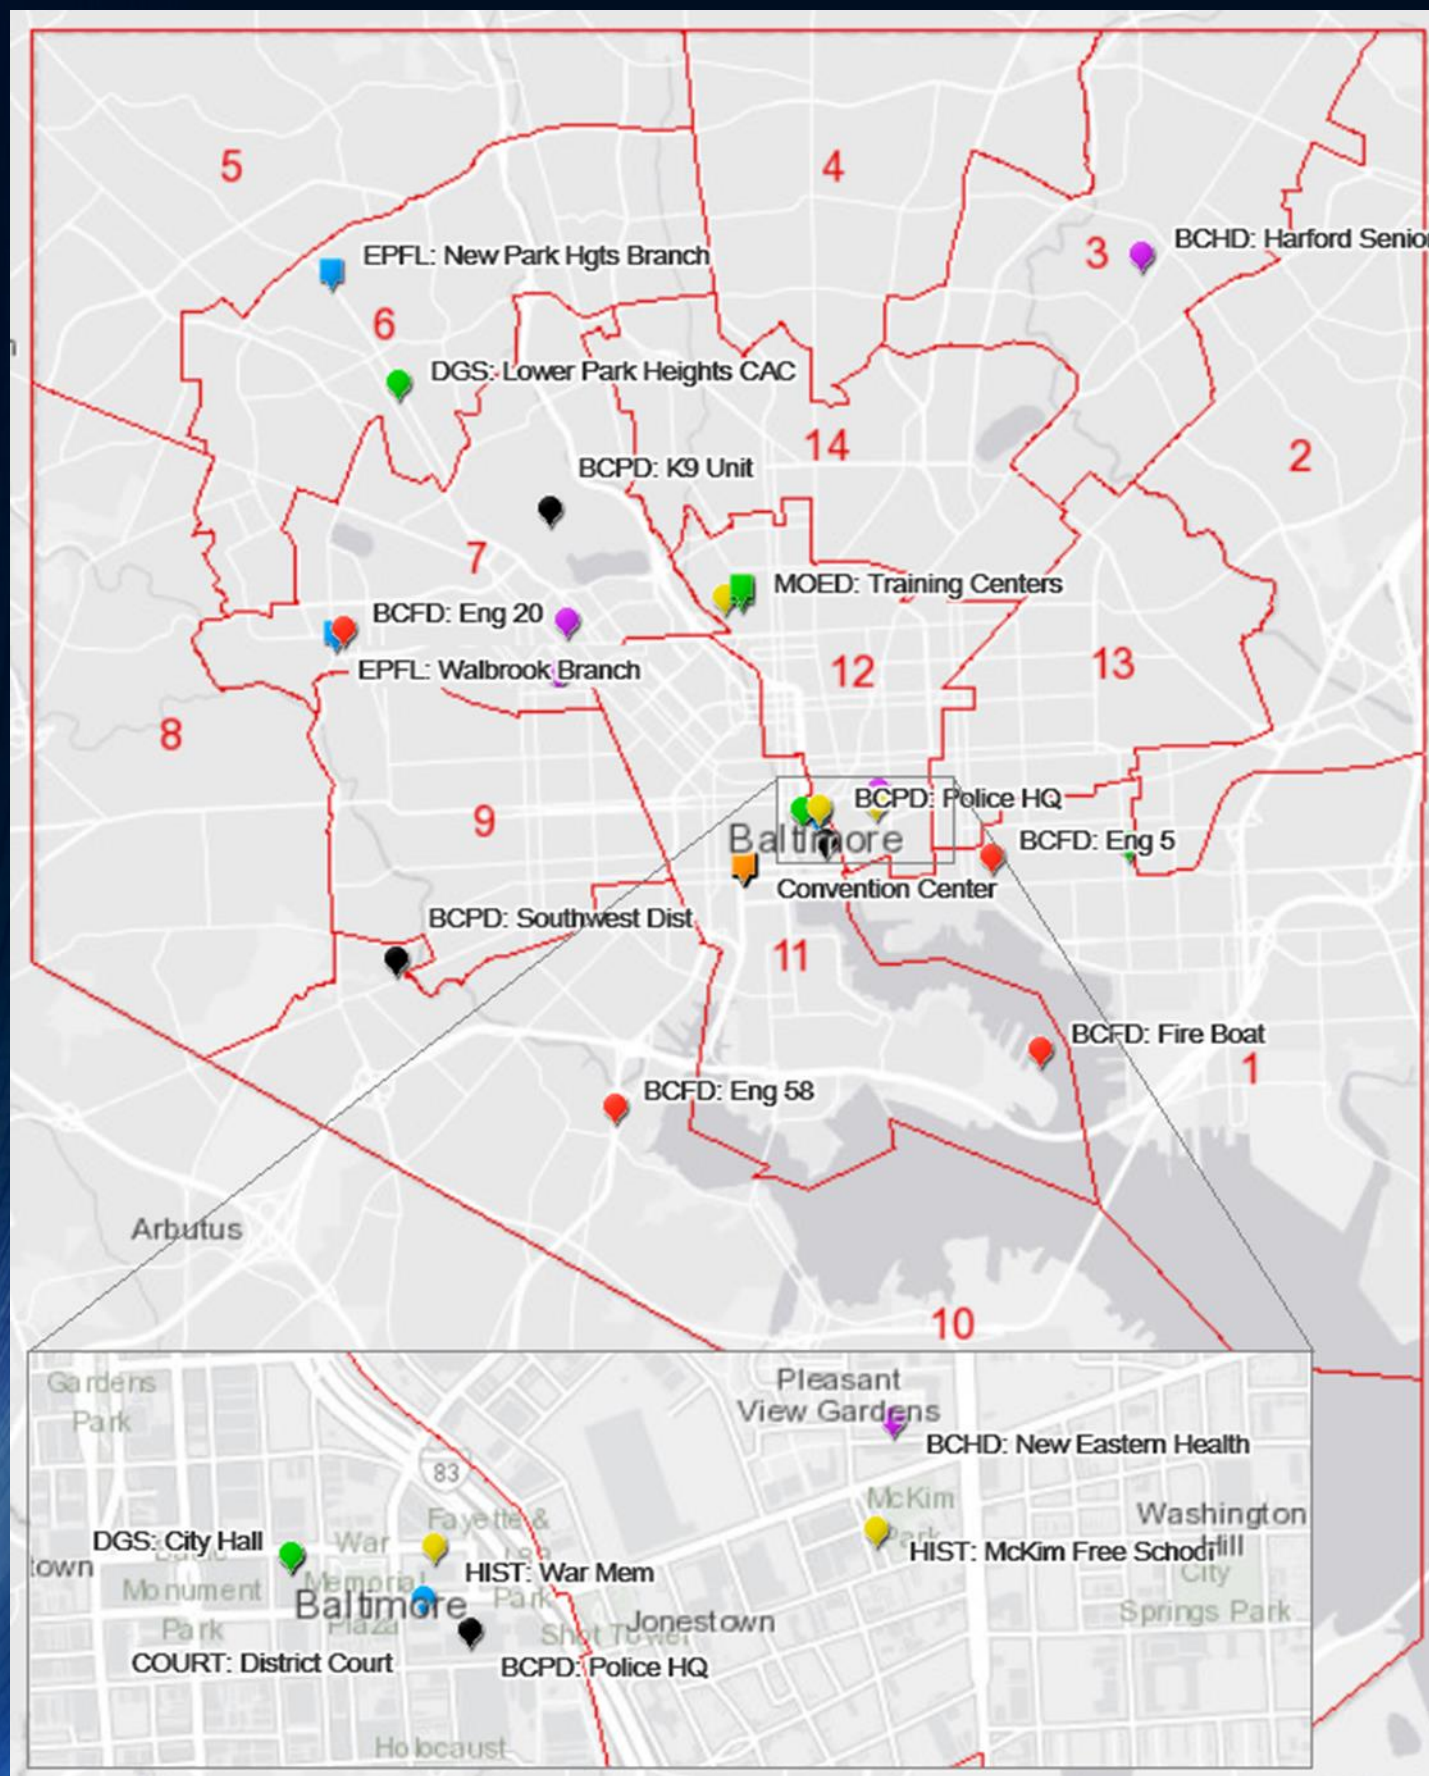 5
4
EPFL: New Park Hgts Branch
3
BCHD: Harford Senio
6
DGS: Lower Park Heights CAC
14
2
BCPD: K9 Unit
7
MOED: Training Centers
BCFD: Eng 20
EPFL: Walbrook Branch
12
13
8
9
BCPD: Police HQ
Baltimore
BCFD: Eng 5
Convention Center
BCPD: Southwest Dist
11
BCFD: Fire Boat
1
BCFD: Eng 58
Arbutus
10
Gardens
Park
Pleasant
View Gardens
BCHD: New Eastern Health
83
McKim
Park
Washington
Hill
HIST: McKim Free School
City
Springs Park
DGS: City Hall
town
War
Memorial
Plaza
Fayette &
Park
HIST: War Mem
Monument
Park
Baltimore
Jonestown
Shot Tower
COURT: District Court
BCPD: Police HQ
Holocaust